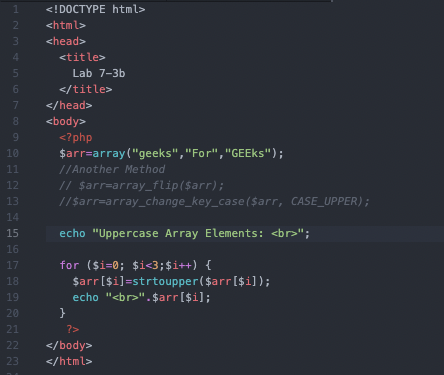 1 <!DOCTYPE html>
2 <html>
3 <head>
4   <title>
5     Lab 7-3b
6   </title>
7 </head>
8 <body>
9   <?php
10   $arr=array("geeks","For","GEEks");
11   //Another Method
12   // $arr=array_flip($arr);
13   //$arr=array_change_key_case($arr, CASE_UPPER);
14
15   echo "Uppercase Array Elements: <br>";
16
17   for ($i=0; $i<3;$i++) {
18     $arr[$i]=strtoupper($arr[$i]);
19     echo "<br>".$arr[$i];
20   }
21    ?>
22 </body>
23 </html>